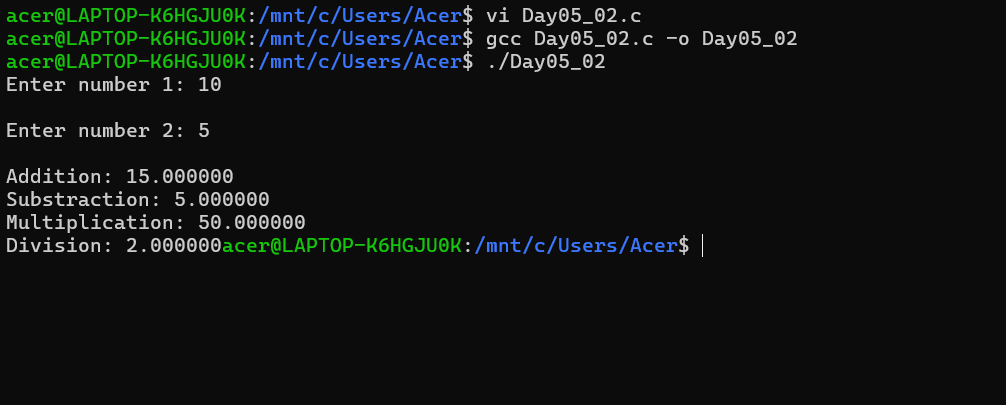 acer@LAPTOP-K6HGJU0K:/mnt/c/Users/Acer$ vi Day05_02.c
acer@LAPTOP-K6HGJU0K:/mnt/c/Users/Acer$ gcc Day05_02.c -o Day05_02
acer@LAPTOP-K6HGJU0K:/mnt/c/Users/Acer$ ./Day05_02
Enter number 1: 10
Enter number 2: 5
Addition: 15.000000
Substraction: 5.000000
Multiplication: 50.000000
Division: 2.000000acer@LAPTOP-K6HGJU0K:/mnt/c/Users/Acer$